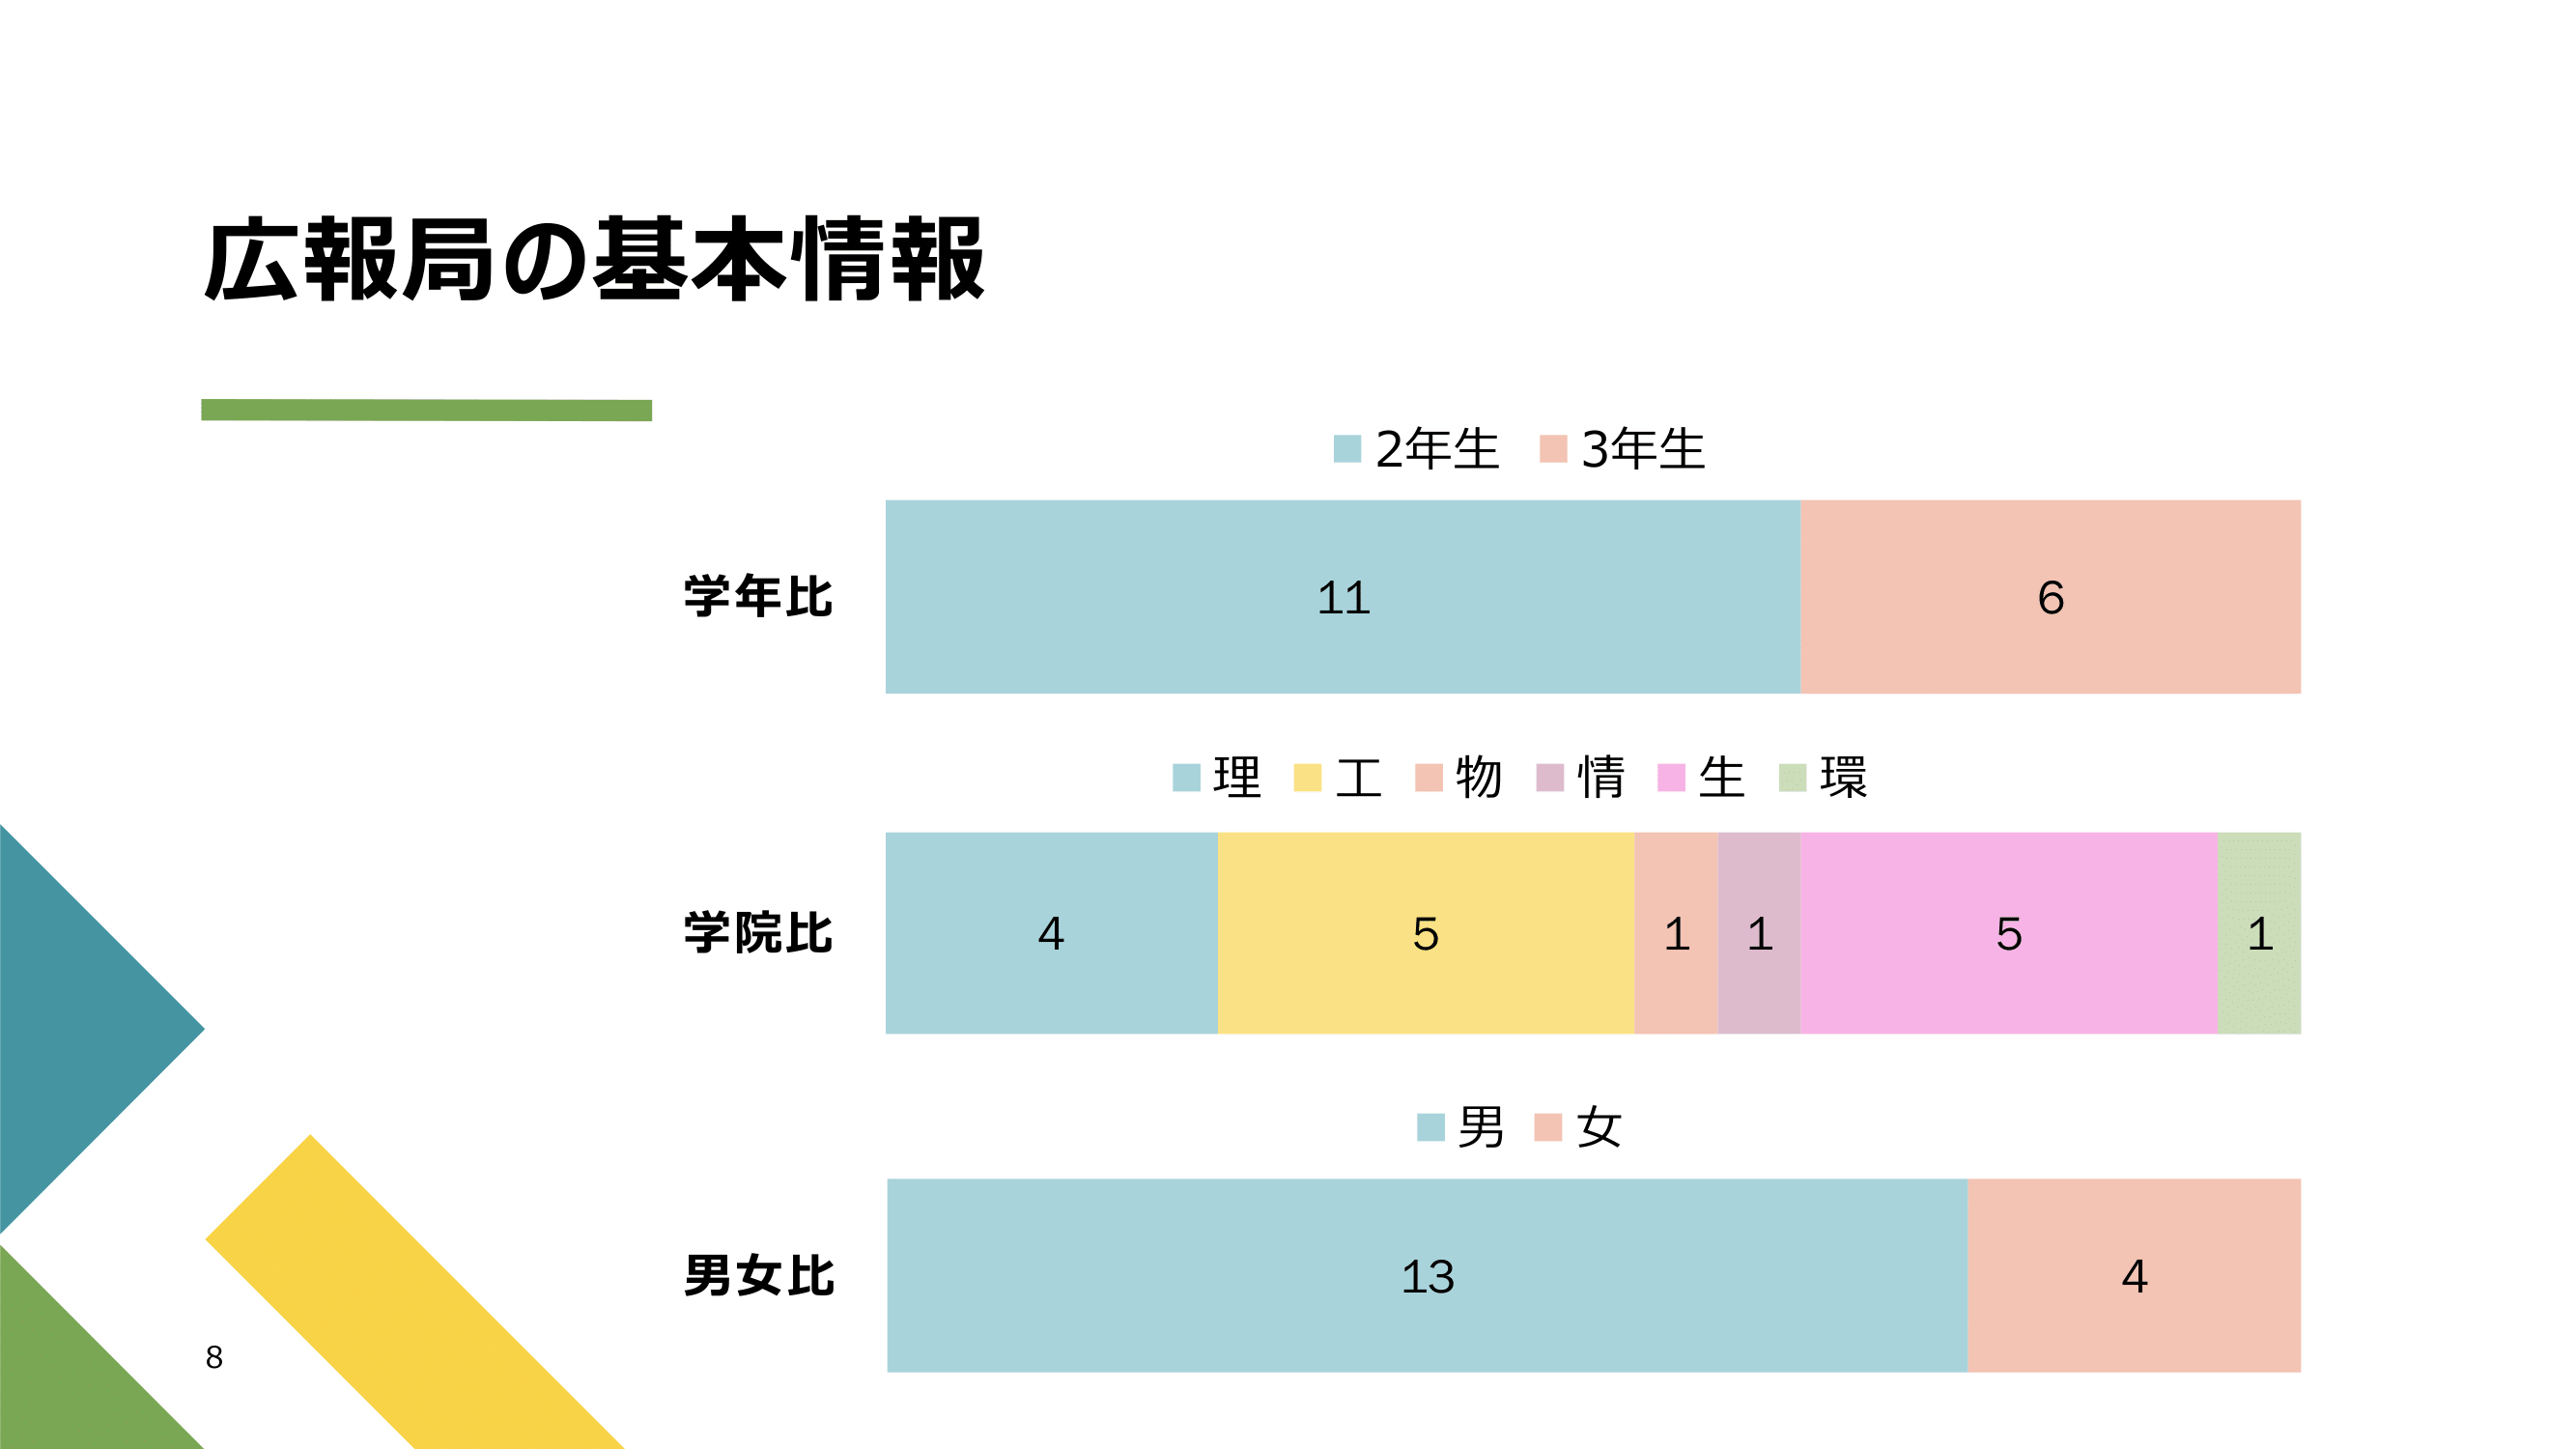 広報局の基本情報
2年生 3年生
学年比 11 6
理 工 物 情 生 環
学院比 4 5 1 1 5 1
男 女
男女比 13 4
8